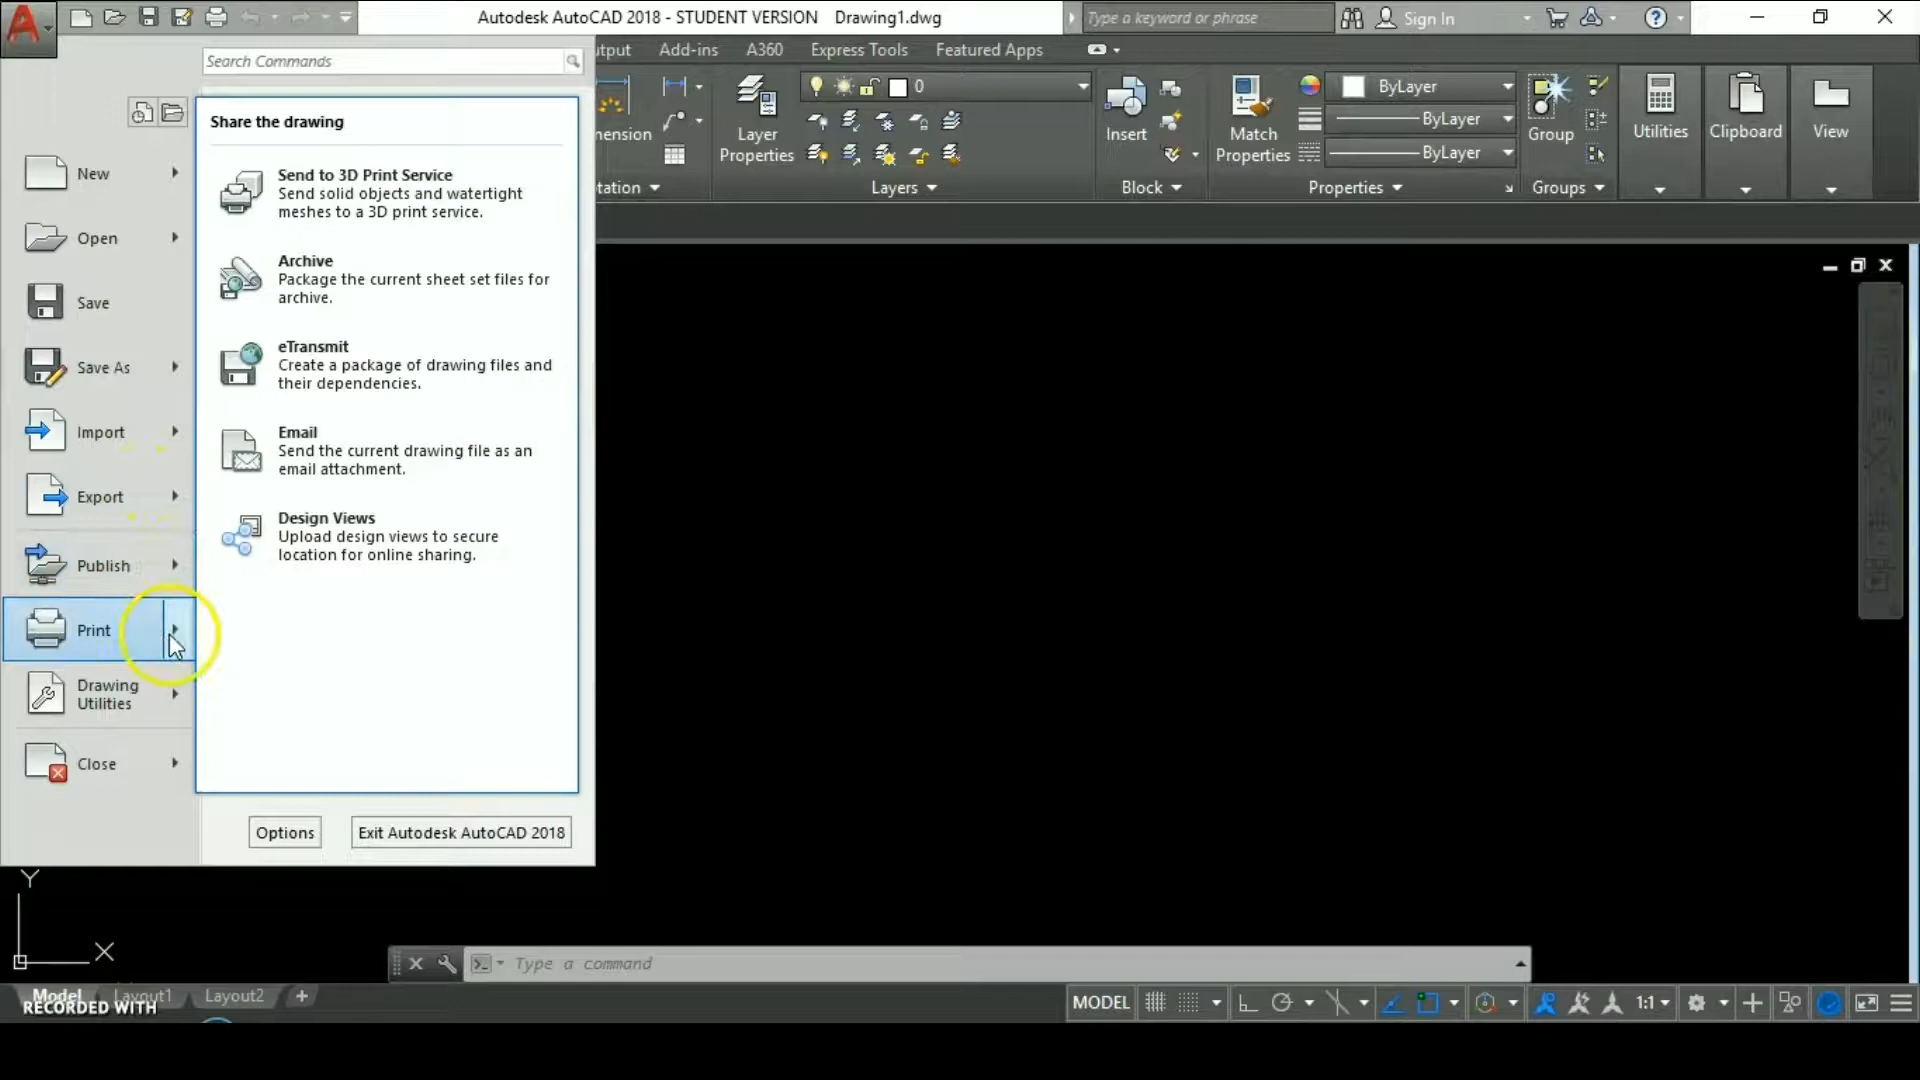 A
Autodesk AutoCAD 2018 - STUDENT VERSION Drawing1.dwg
Type a keyword or phrase
Sign In
Search Commands
utput Add-ins A360 Express Tools Featured Apps
Share the drawing
Send to 3D Print Service
Send solid objects and watertight
meshes to a 3D print service.
Archive
Package the current sheet set files for
archive.
eTransmit
Create a package of drawing files and
their dependencies.
Email
Send the current drawing file as an
email attachment.
Design Views
Upload design views to secure
location for online sharing.
New
Open
Save
Save As
Import
Export
Publish
Print
Drawing
Utilities
Close
Options
Exit Autodesk AutoCAD 2018
mension
Layer
Properties
0
Insert
Match
Properties
ByLayer
ByLayer
ByLayer
Group
Utilities
Clipboard
View
tation
Layers
Block
Properties
Groups
Y
X
Type a command
Model Layout1 Layout2 +
RECORDED WITH
MODEL
1:1